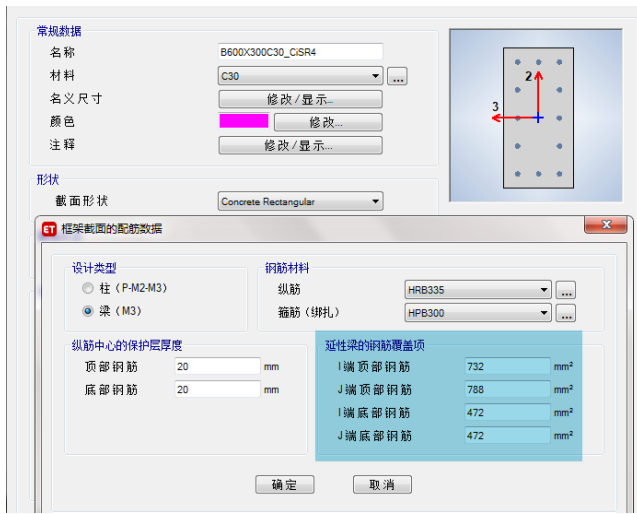 常规数据
名称 B600X300C30_CiSR4
材料 C30 ...
名义尺寸 修改/显示...
颜色 修改...
注释 修改/显示...
2
3
形状
截面形状 Concrete Rectangular
ET 框架截面的配筋数据
设计类型 钢筋材料
柱 (P-M2-M3) 纵筋 HRB335 ...
梁 (M3) 箍筋 (绑扎) HPB300 ...
纵筋中心的保护层厚度 延性梁的钢筋覆盖项
顶部钢筋 20 mm I端顶部钢筋 732 mm²
底部钢筋 20 mm J端顶部钢筋 788 mm²
I端底部钢筋 472 mm²
J端底部钢筋 472 mm²
确定 取消